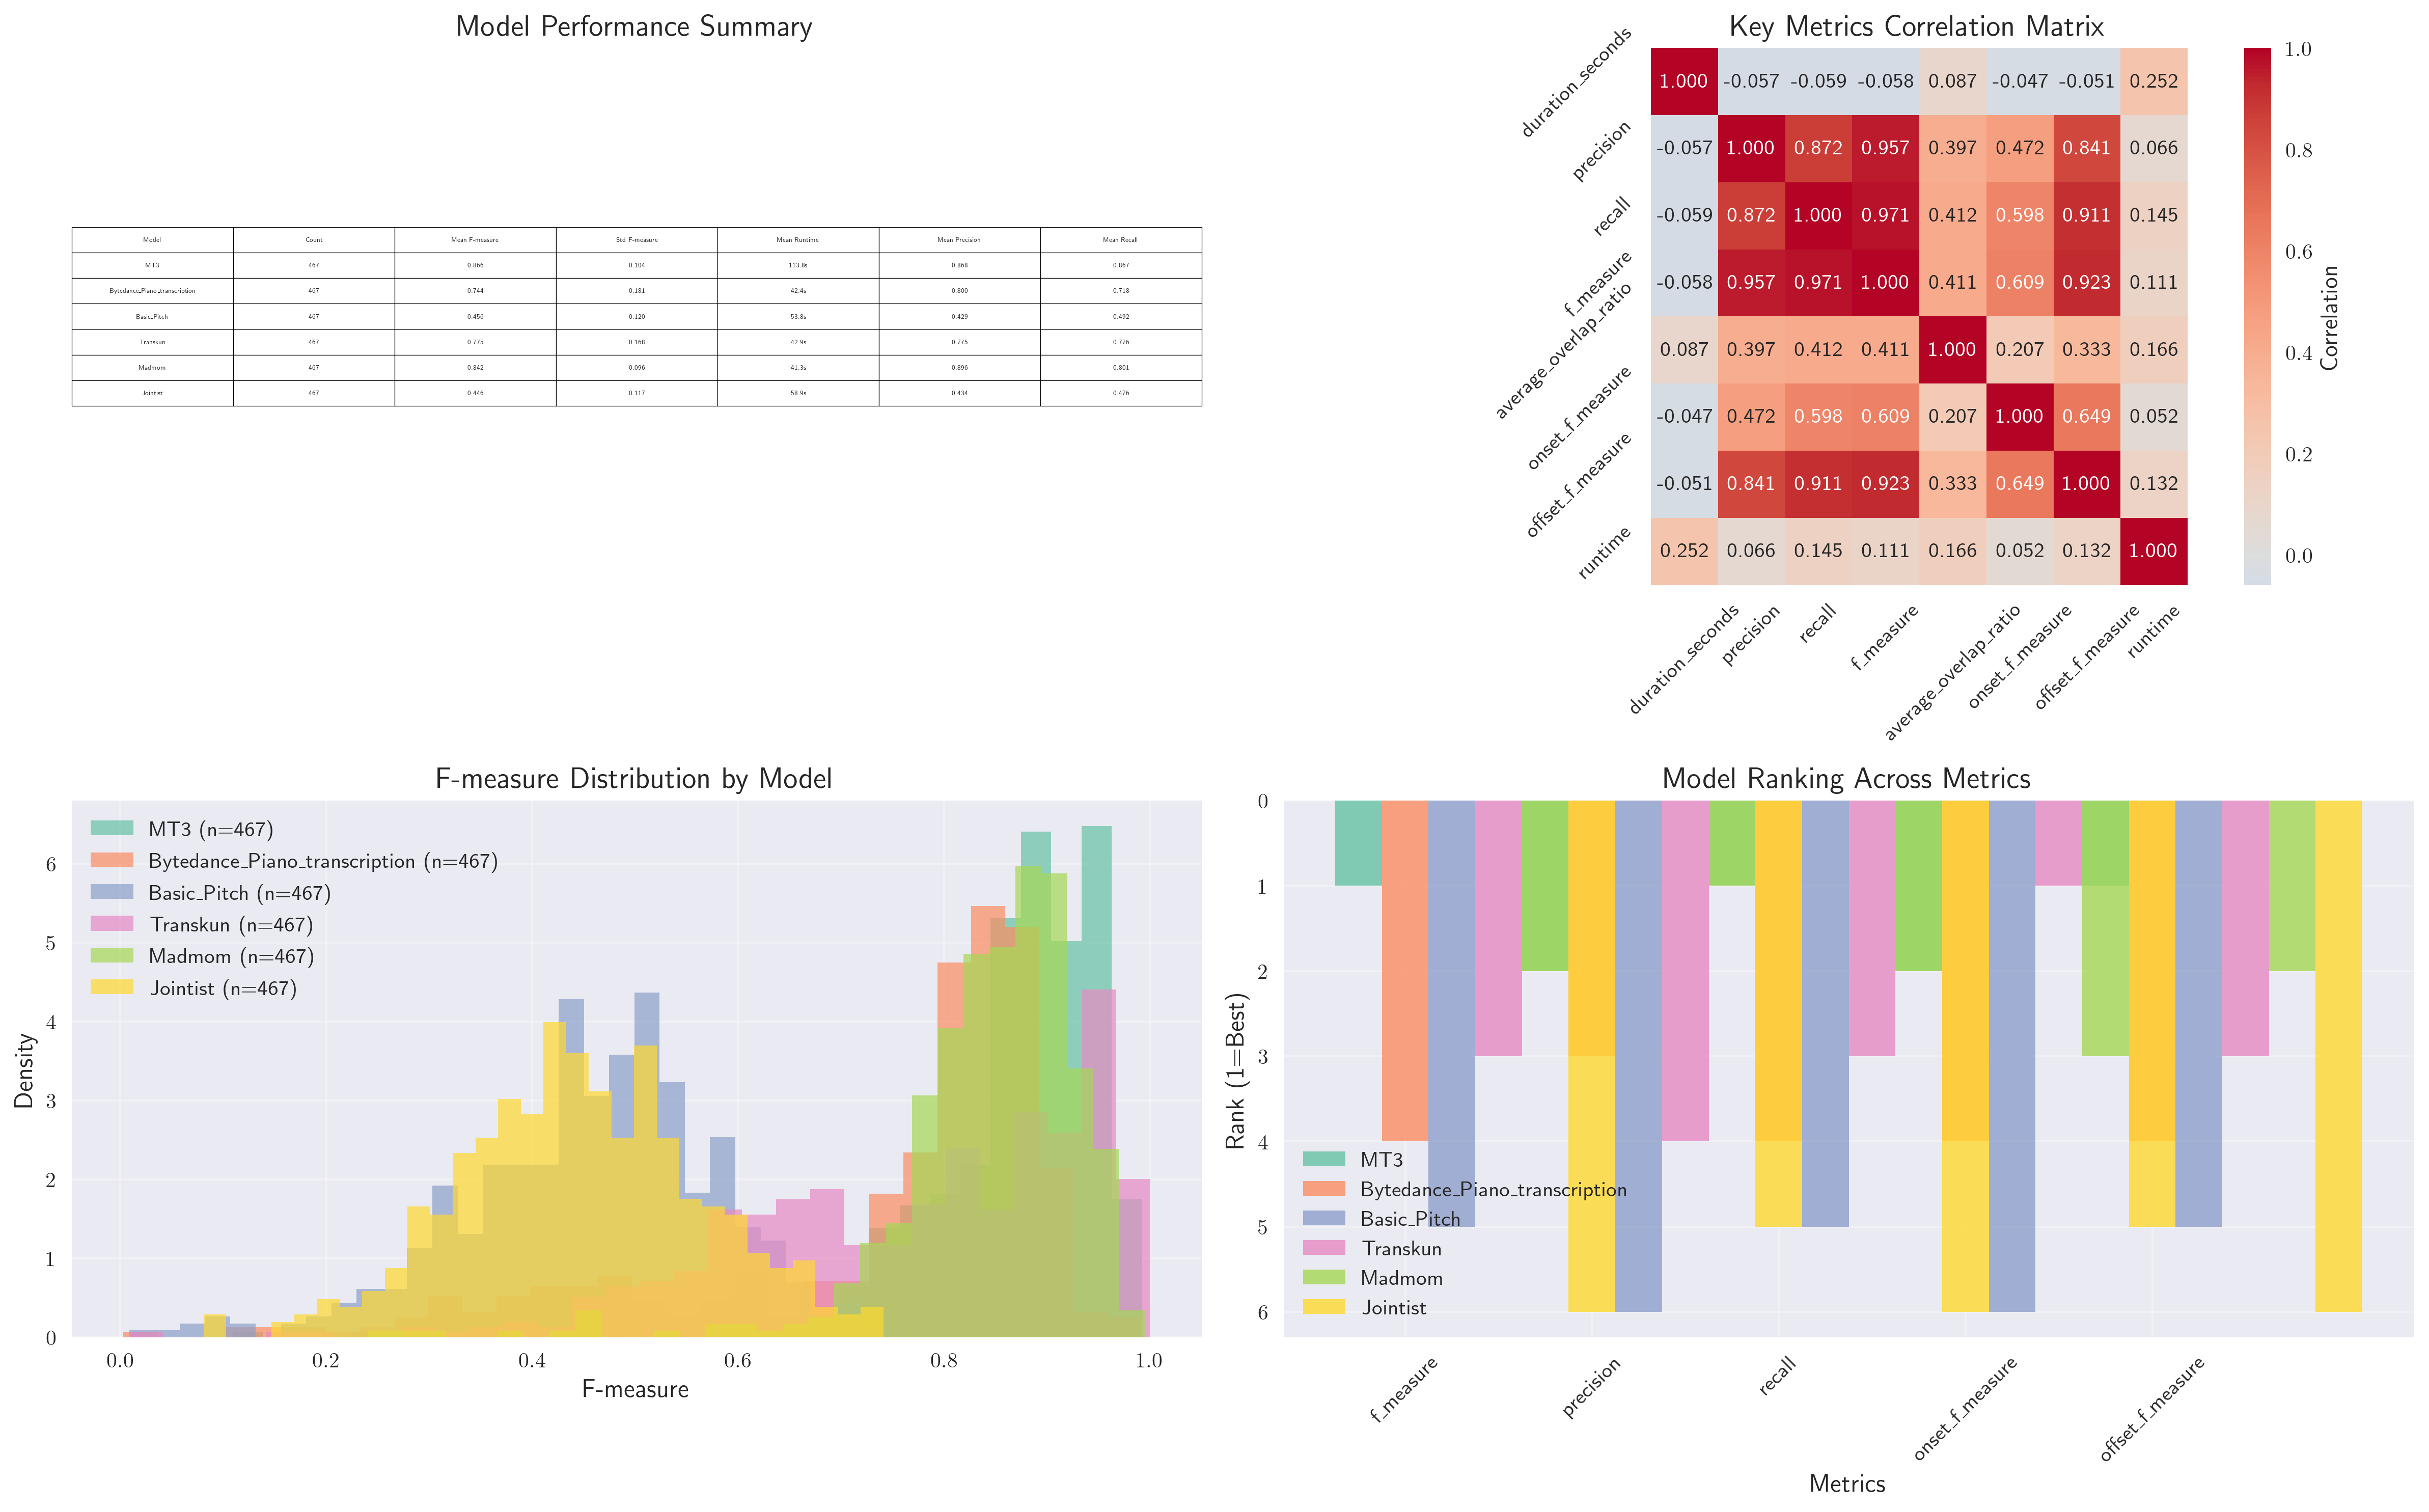 Model Performance Summary
Model Count Mean F-measure Std F-measure Mean Runtime Mean Precision Mean Recall
MT3 467 0.866 0.104 113.8s 0.868 0.867
Bytedance_Piano_transcription 467 0.744 0.181 42.4s 0.800 0.718
Basic_Pitch 467 0.456 0.120 53.8s 0.429 0.492
Transkun 467 0.775 0.168 42.9s 0.775 0.776
Madmom 467 0.842 0.096 41.3s 0.896 0.801
Jointist 467 0.446 0.117 58.9s 0.434 0.476
Key Metrics Correlation Matrix
duration_seconds 1.000 -0.057 -0.059 -0.058 0.087 -0.047 -0.051 0.252
precision -0.057 1.000 0.872 0.957 0.397 0.472 0.841 0.066
recall -0.059 0.872 1.000 0.971 0.412 0.598 0.911 0.145
f_measure -0.058 0.957 0.971 1.000 0.411 0.609 0.923 0.111
average_overlap_ratio 0.087 0.397 0.412 0.411 1.000 0.207 0.333 0.166
onset_f_measure -0.047 0.472 0.598 0.609 0.207 1.000 0.649 0.052
offset_f_measure -0.051 0.841 0.911 0.923 0.333 0.649 1.000 0.132
runtime 0.252 0.066 0.145 0.111 0.166 0.052 0.132 1.000
duration_seconds precision recall f_measure average_overlap_ratio onset_f_measure offset_f_measure runtime
1.0
0.8
0.6
0.4
0.2
0.0
Correlation
F-measure Distribution by Model
MT3 (n=467)
Bytedance_Piano_transcription (n=467)
Basic_Pitch (n=467)
Transkun (n=467)
Madmom (n=467)
Jointist (n=467)
6
5
4
3
2
1
0
Density
0.0 0.2 0.4 0.6 0.8 1.0
F-measure
Model Ranking Across Metrics
0
1
2
3
4
5
6
Rank (1=Best)
MT3
Bytedance_Piano_transcription
Basic_Pitch
Transkun
Madmom
Jointist
f_measure precision recall onset_f_measure offset_f_measure
Metrics